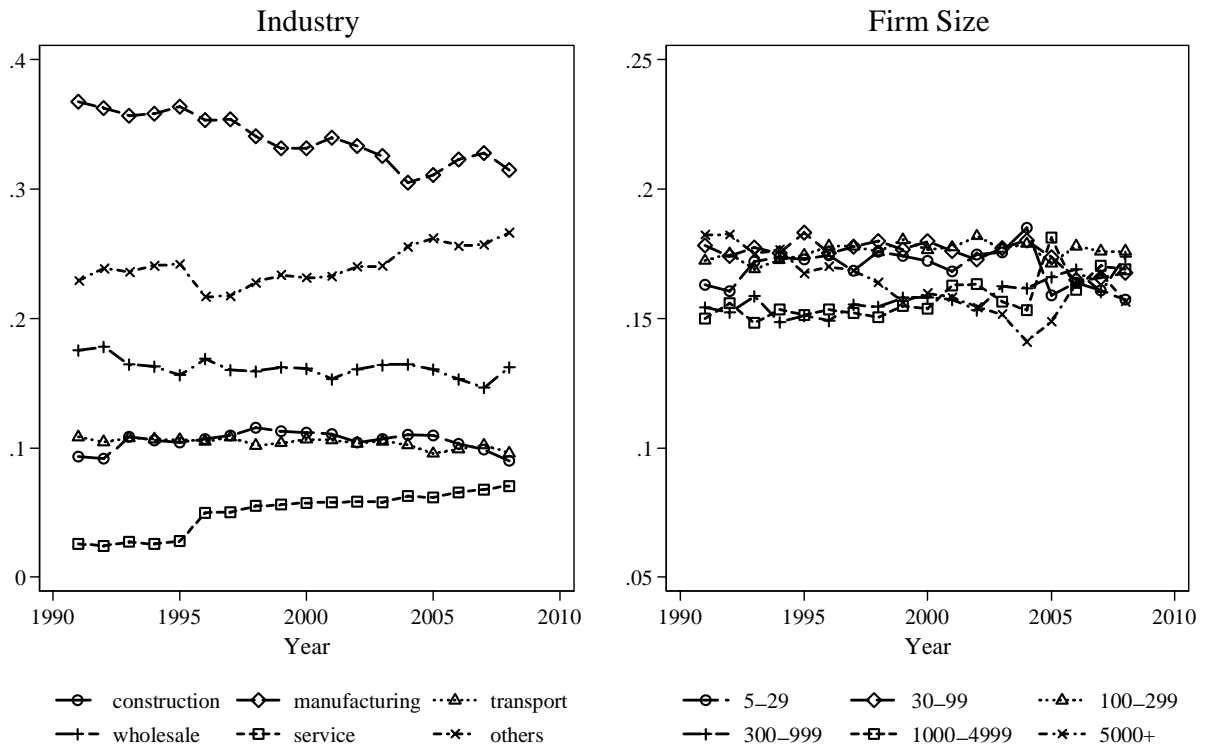 Industry
.4
.3
.2
.1
0
1990 1995 2000 2005 2010
Year
construction manufacturing transport
wholesale service others
Firm Size
.25
.2
.15
.1
.05
1990 1995 2000 2005 2010
Year
5–29 30–99 100–299
300–999 1000–4999 5000+